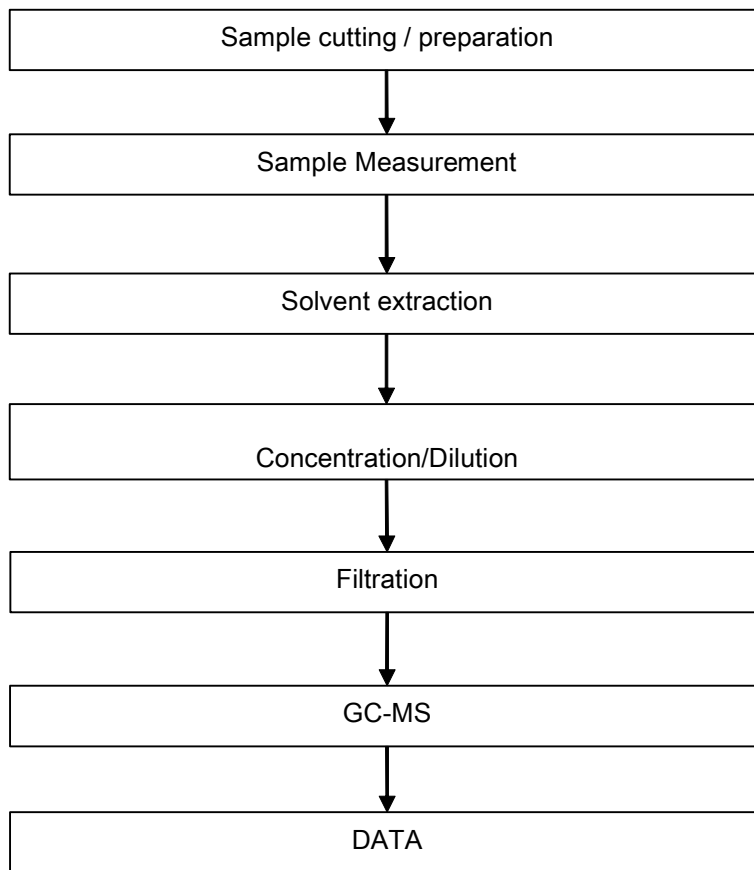 Sample cutting / preparation
Sample Measurement
Solvent extraction
Concentration/Dilution
Filtration
GC-MS
DATA